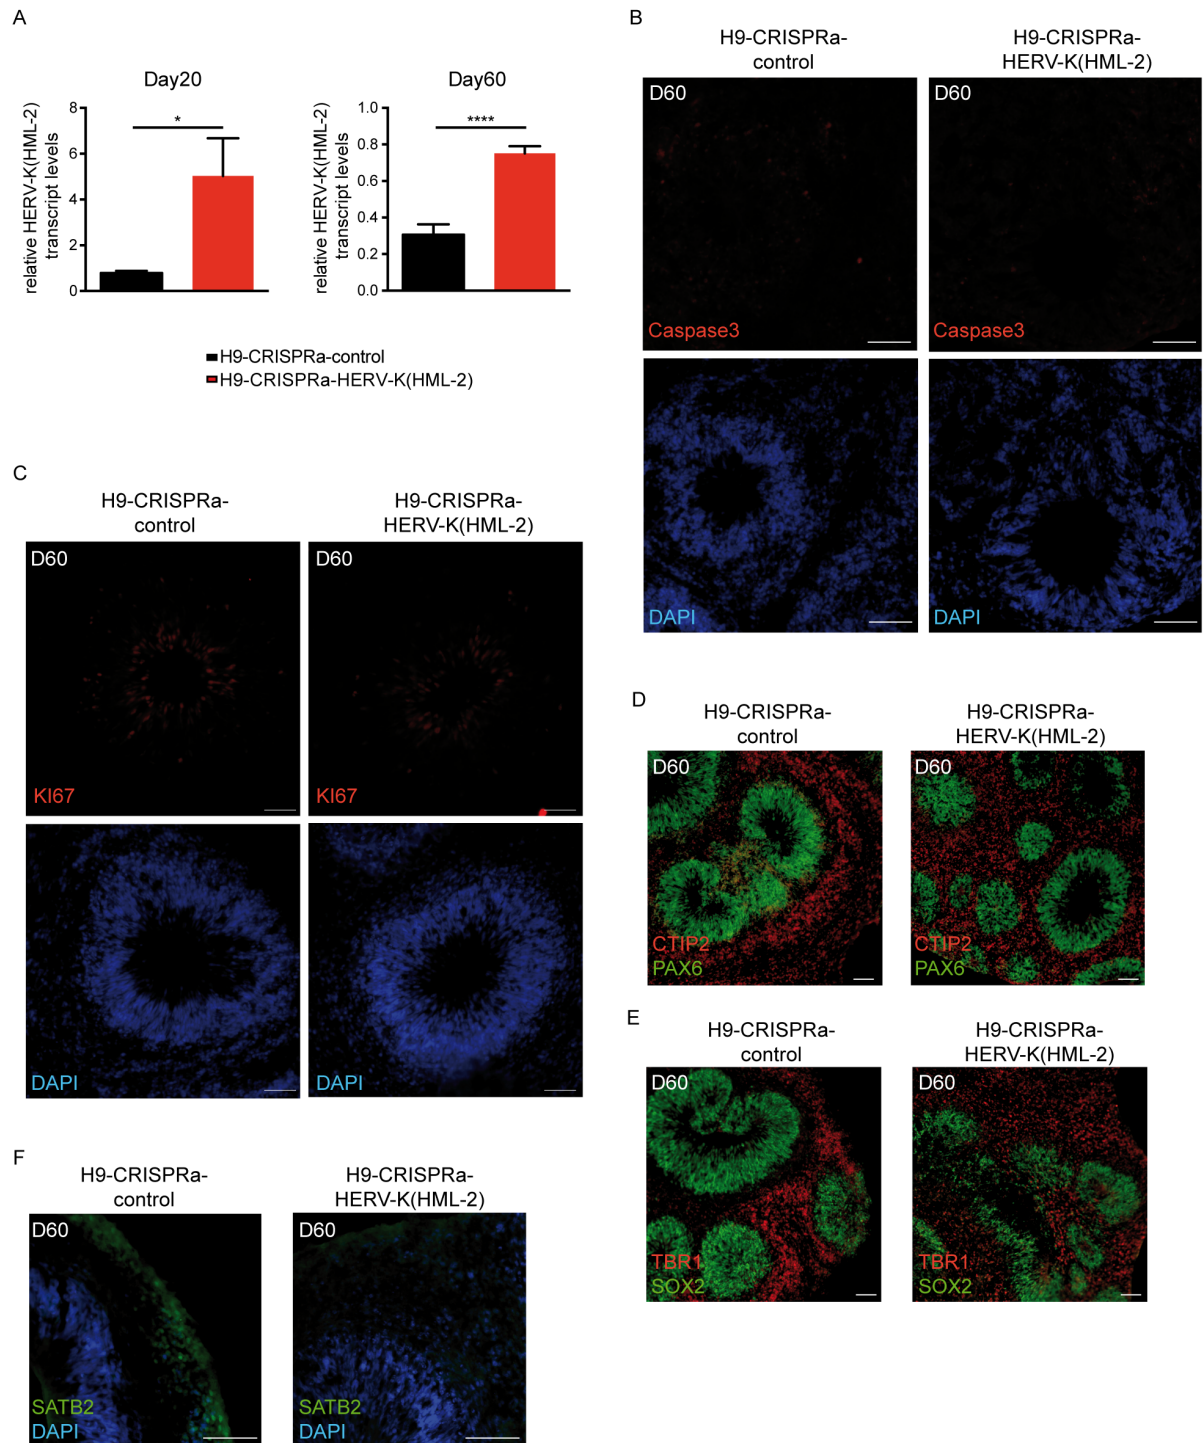 A
Day20
Day60
relative HERV-K(HML-2)
transcript levels
8
6
4
2
0
*
relative HERV-K(HML-2)
transcript levels
1.0
0.8
0.6
0.4
0.2
0.0
****
H9-CRISPRa-control
H9-CRISPRa-HERV-K(HML-2)
B
H9-CRISPRa-
control
H9-CRISPRa-
HERV-K(HML-2)
D60
D60
Caspase3
Caspase3
DAPI
DAPI
C
H9-CRISPRa-
control
H9-CRISPRa-
HERV-K(HML-2)
D60
D60
KI67
KI67
DAPI
DAPI
D
H9-CRISPRa-
control
H9-CRISPRa-
HERV-K(HML-2)
D60
D60
CTIP2
PAX6
CTIP2
PAX6
E
H9-CRISPRa-
control
H9-CRISPRa-
HERV-K(HML-2)
D60
D60
TBR1
SOX2
TBR1
SOX2
F
H9-CRISPRa-
control
H9-CRISPRa-
HERV-K(HML-2)
D60
D60
SATB2
DAPI
SATB2
DAPI